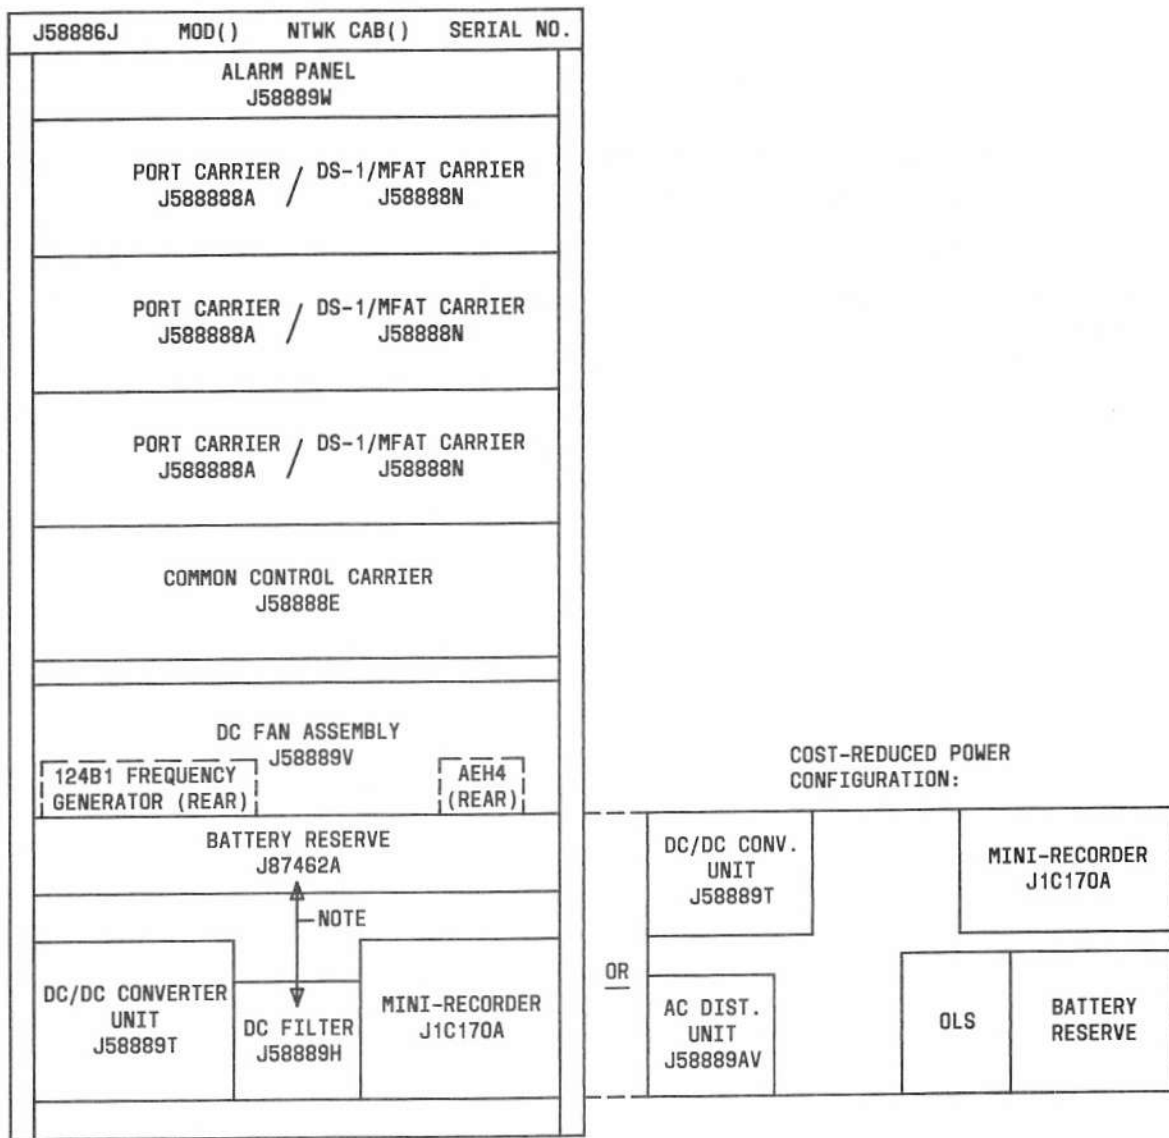 J58886J MOD() NTWK CAB() SERIAL NO.
ALARM PANEL
J58889W
PORT CARRIER / DS-1/MFAT CARRIER
J588888A J58888N
PORT CARRIER / DS-1/MFAT CARRIER
J588888A J58888N
PORT CARRIER / DS-1/MFAT CARRIER
J588888A J58888N
COMMON CONTROL CARRIER
J58888E
DC FAN ASSEMBLY
J58889V
124B1 FREQUENCY
GENERATOR (REAR)
AEH4
(REAR)
BATTERY RESERVE
J87462A
NOTE
DC/DC CONVERTER
UNIT
J58889T
DC FILTER
J58889H
MINI-RECORDER
J1C170A
OR
COST-REDUCED POWER
CONFIGURATION:
DC/DC CONV.
UNIT
J58889T
MINI-RECORDER
J1C170A
AC DIST.
UNIT
J58889AV
OLS
BATTERY
RESERVE